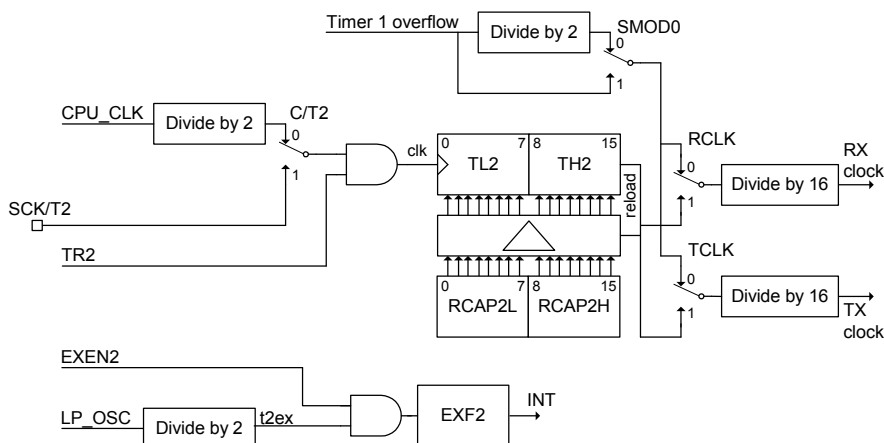 Timer 1 overflow
Divide by 2
SMOD0
0
1
CPU_CLK
Divide by 2
C/T2
0
1
clk
0 7 8 15
TL2 TH2
reload
RCLK
0
1
Divide by 16
RX
clock
SCK/T2
TR2
0 7 8 15
RCAP2L RCAP2H
TCLK
0
1
Divide by 16
TX
clock
EXEN2
LP_OSC
Divide by 2
t2ex
EXF2
INT